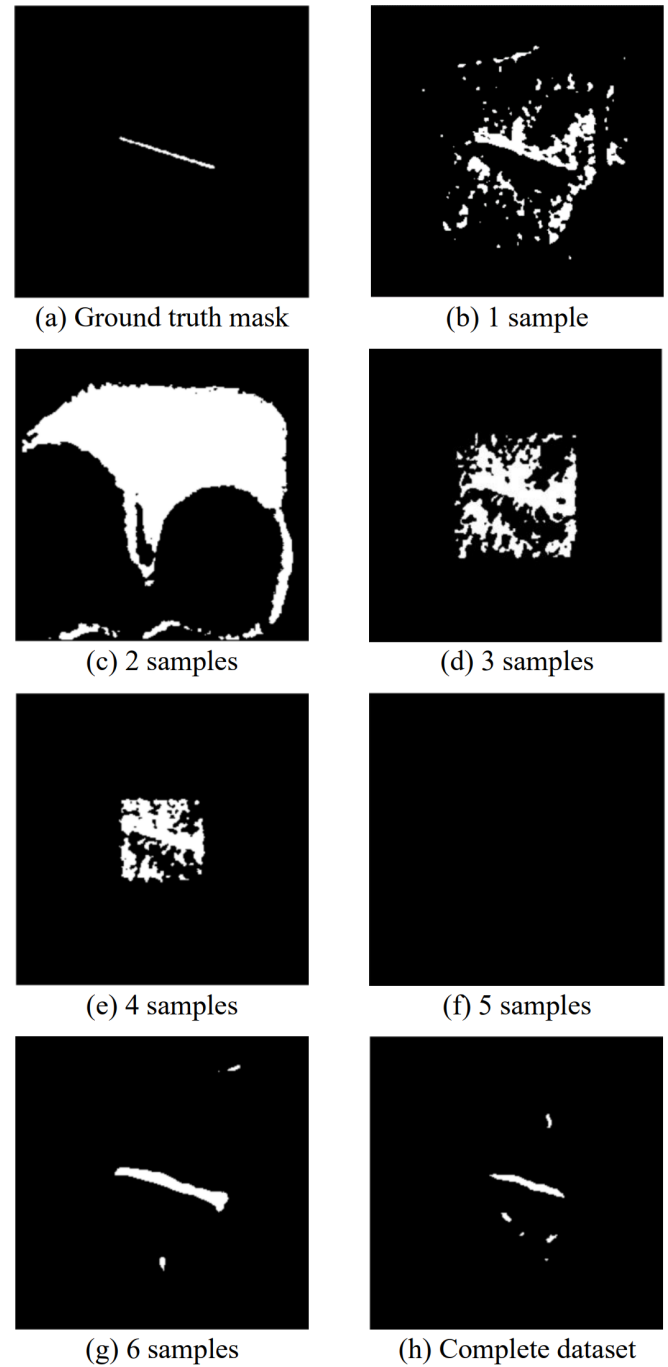 (a) Ground truth mask
(b) 1 sample
(c) 2 samples
(d) 3 samples
(e) 4 samples
(f) 5 samples
(g) 6 samples
(h) Complete dataset